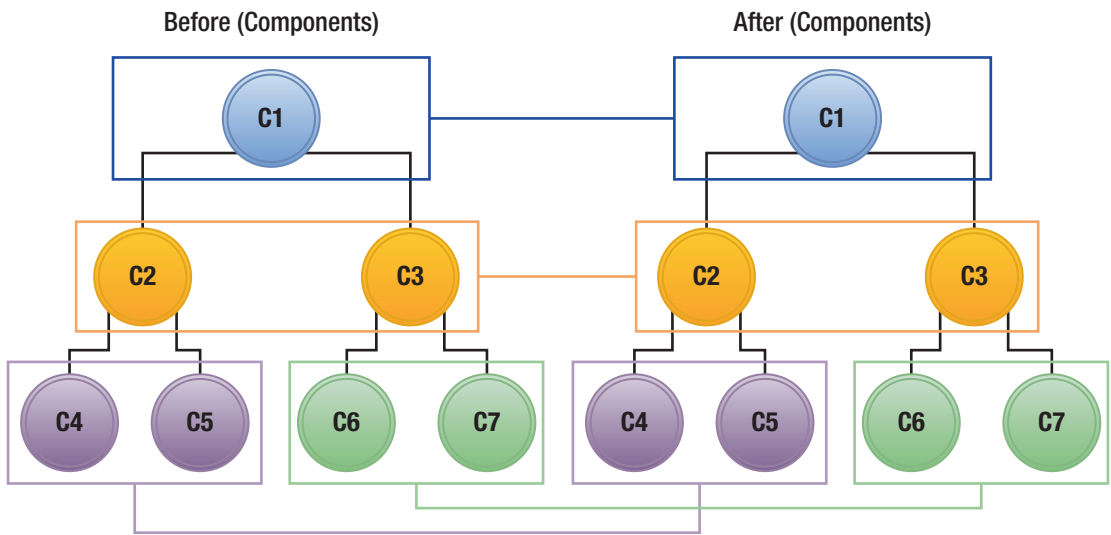 Before (Components) After (Components)
C1 C1
C2 C3 C2 C3
C4 C5 C6 C7 C4 C5 C6 C7